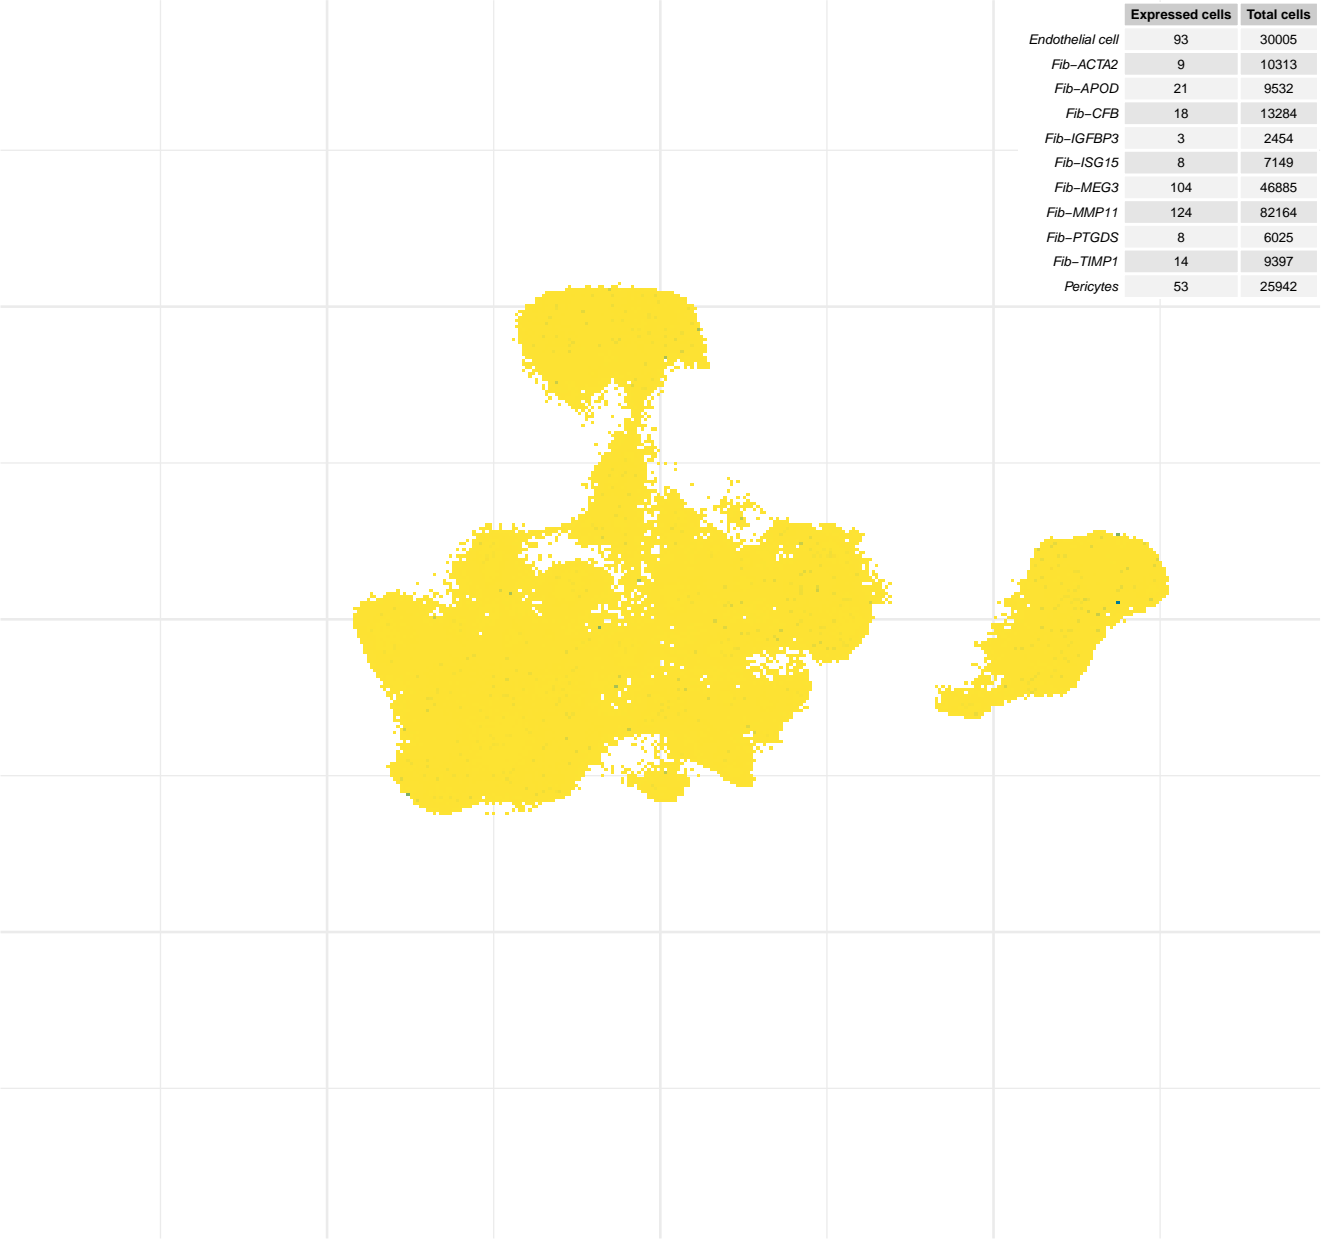 Expressed cells Total cells
Endothelial cell 93 30005
Fib−ACTA2 9 10313
Fib−APOD 21 9532
Fib−CFB 18 13284
Fib−IGFBP3 3 2454
Fib−ISG15 8 7149
Fib−MEG3 104 46885
Fib−MMP11 124 82164
Fib−PTGDS 8 6025
Fib−TIMP1 14 9397
Pericytes 53 25942